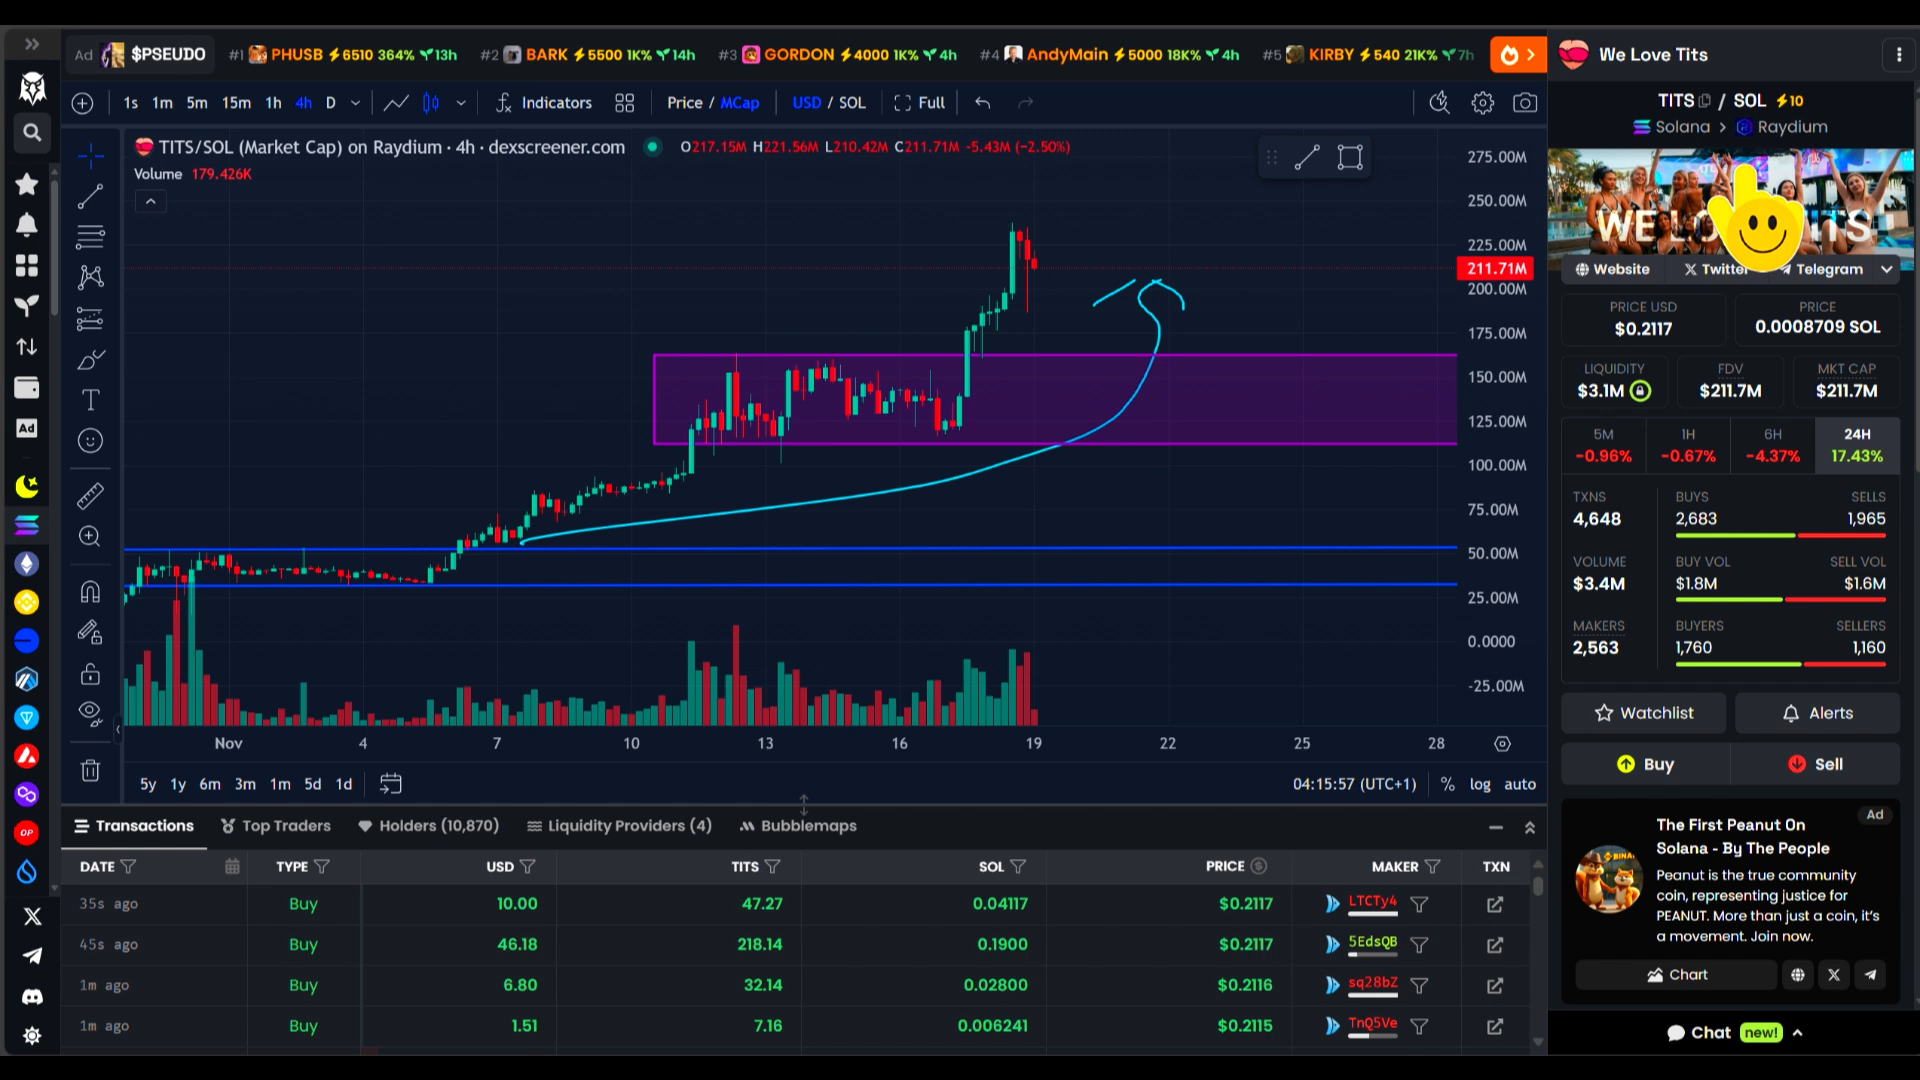 Ad $PSEUDO #1 PHUSB 6510 364% 13h #2 BARK 5500 1K% 14h #3 GORDON 4000 1K% 4h #4 AndyMain 5000 18K% 4h #5 KIRBY 540 21K% 7h
We Love Tits
1s 1m 5m 15m 1h 4h D Indicators Price / MCap USD / SOL Full
TITS / SOL 10
Solana > Raydium
TITS/SOL (Market Cap) on Raydium · 4h · dexscreener.com O217.15M H221.56M L210.42M C211.71M -5.43M (-2.50%)
Volume 179.426K
275.00M
250.00M
225.00M
211.71M
200.00M
175.00M
150.00M
125.00M
100.00M
75.00M
50.00M
25.00M
0.0000
-25.00M
Nov 4 7 10 13 16 19 22 25 28
5y 1y 6m 3m 1m 5d 1d 04:15:57 (UTC+1) % log auto
WE LO ITS
Website Twitter Telegram
PRICE USD PRICE
$0.2117 0.0008709 SOL
LIQUIDITY FDV MKT CAP
$3.1M $211.7M $211.7M
5M 1H 6H 24H
-0.96% -0.67% -4.37% 17.43%
TXNS BUYS SELLS
4,648 2,683 1,965
VOLUME BUY VOL SELL VOL
$3.4M $1.8M $1.6M
MAKERS BUYERS SELLERS
2,563 1,760 1,160
Watchlist Alerts
Buy Sell
Ad
The First Peanut On
Solana - By The People
Peanut is the true community
coin, representing justice for
PEANUT. More than just a coin, it's
a movement. Join now.
Chart
Chat new!
Ad
OP
Transactions Top Traders Holders (10,870) Liquidity Providers (4) Bubblemaps
DATE TYPE USD TITS SOL PRICE MAKER TXN
35s ago Buy 10.00 47.27 0.04117 $0.2117 LTCTy4
45s ago Buy 46.18 218.14 0.1900 $0.2117 5EdsQB
1m ago Buy 6.80 32.14 0.02800 $0.2116 sq28bZ
1m ago Buy 1.51 7.16 0.006241 $0.2115 TnQ5Ve